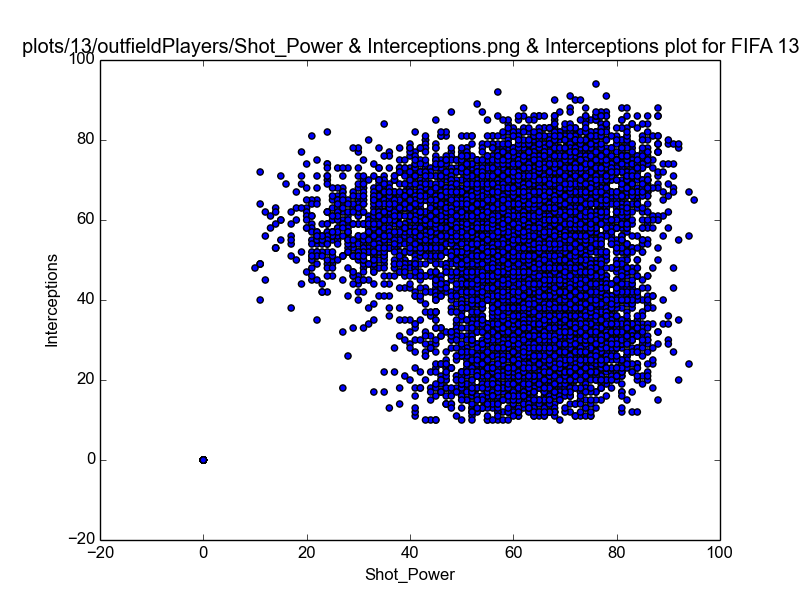 plots/13/outfieldPlayers/Shot_Power & Interceptions.png & Interceptions plot for FIFA 13
100
80
60
40
20
0
−20
Interceptions
−20 0 20 40 60 80 100
Shot_Power